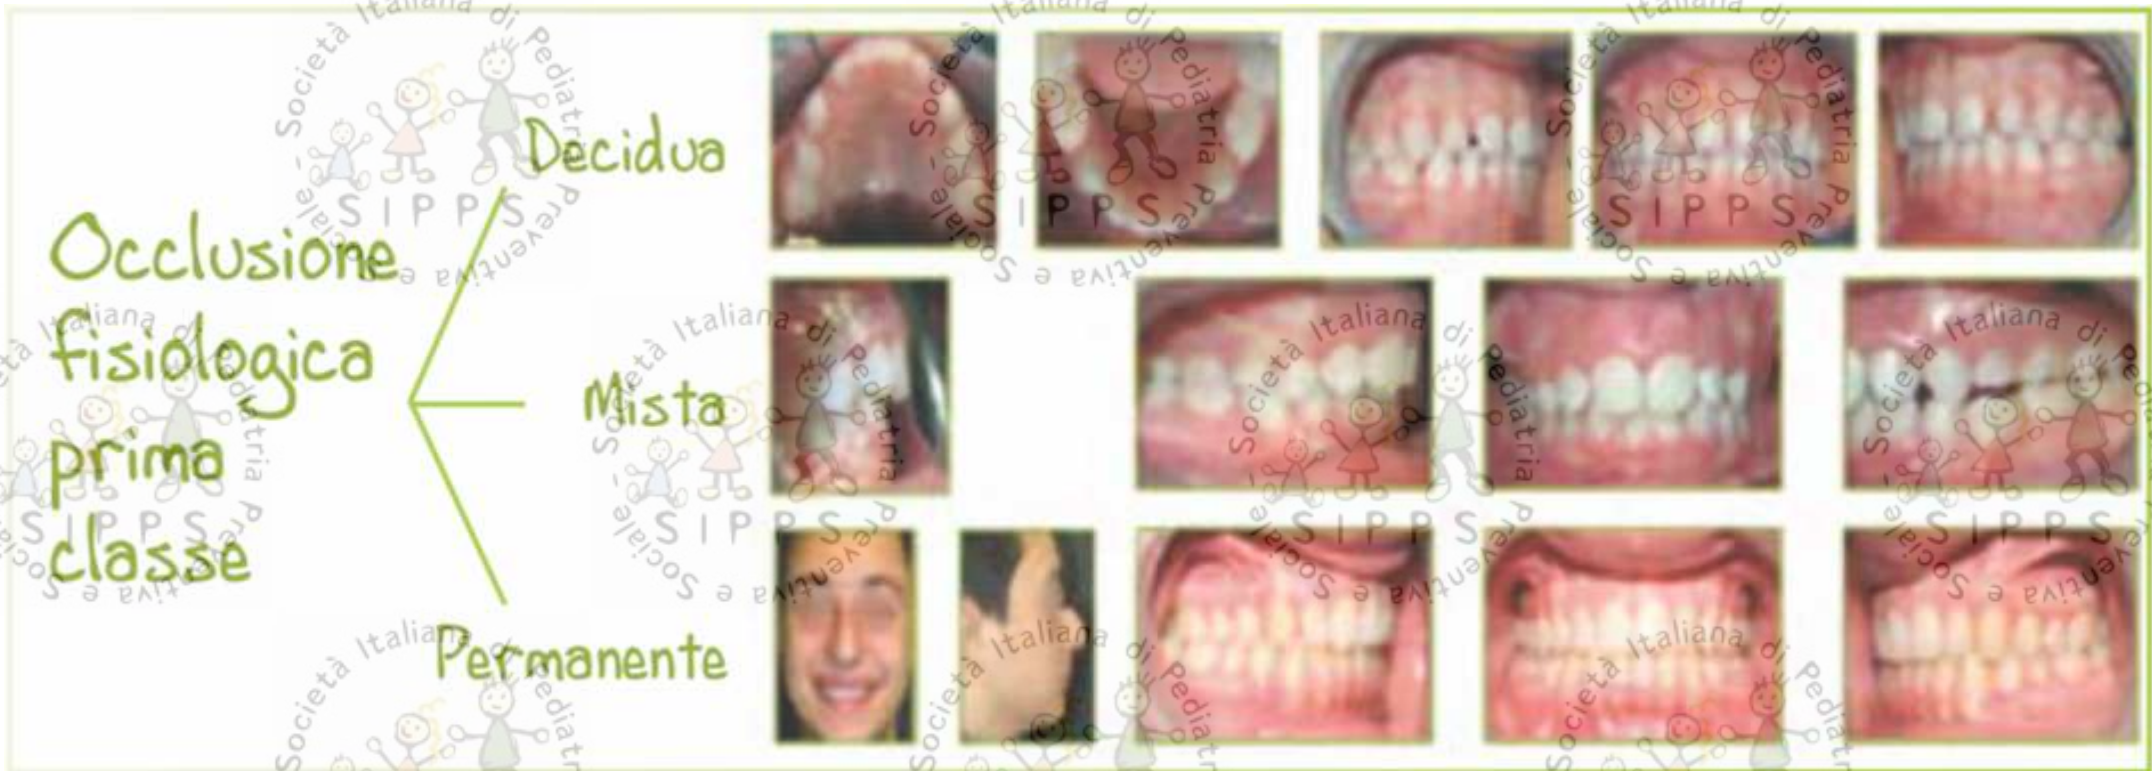 Occlusione
fisiologica
prima
classe
Decidua
Mista
Permanente
Società Italiana di Pediatria Preventiva e Sociale
SIPPS